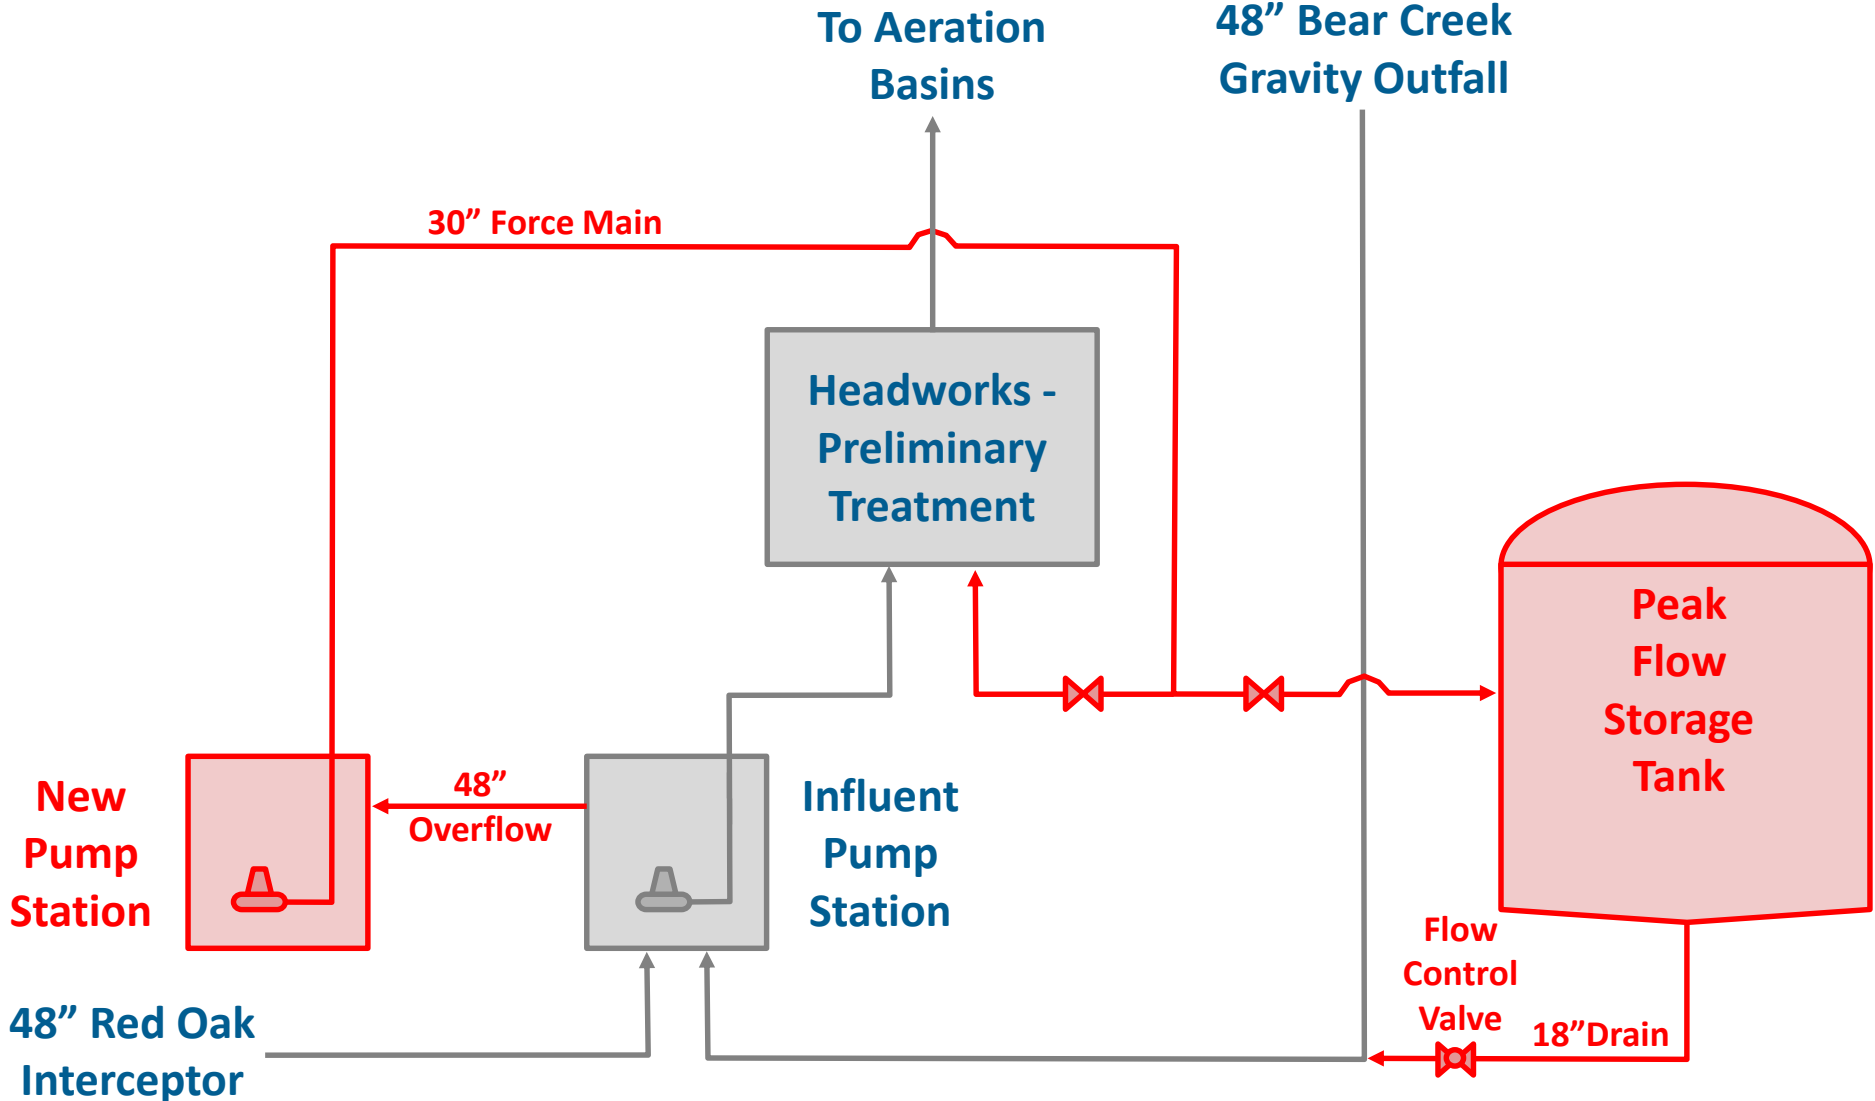 To Aeration
Basins
48” Bear Creek
Gravity Outfall
30” Force Main
Headworks -
Preliminary
Treatment
Peak
Flow
Storage
Tank
New
Pump
Station
48”
Overflow
Influent
Pump
Station
Flow
Control
Valve
18”Drain
48” Red Oak
Interceptor